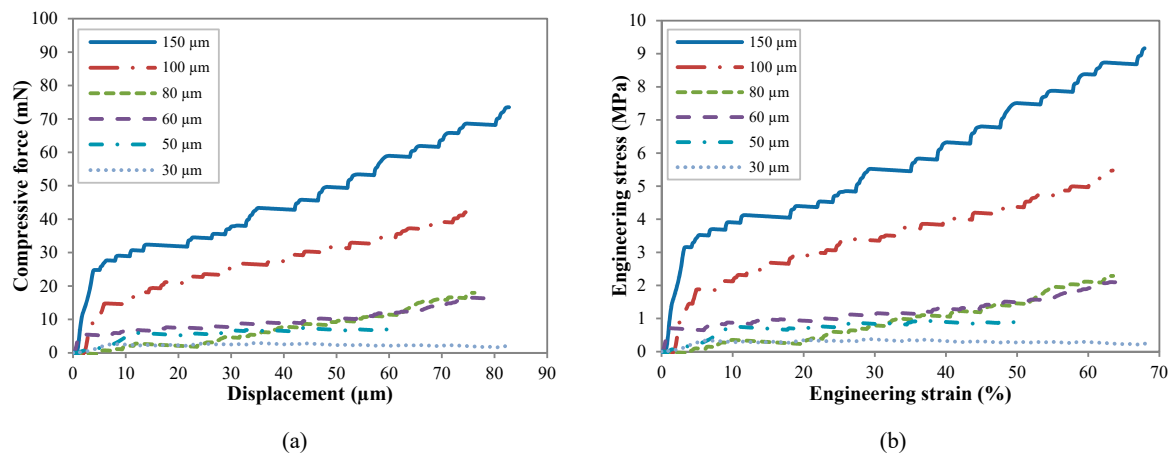 100
90
80
70
60
50
40
30
20
10
0
Compressive force (mN)
150 µm
100 µm
80 µm
60 µm
50 µm
30 µm
0 10 20 30 40 50 60 70 80 90
Displacement (µm)
(a)
10
9
8
7
6
5
4
3
2
1
0
Engineering stress (MPa)
150 µm
100 µm
80 µm
60 µm
50 µm
30 µm
0 10 20 30 40 50 60 70
Engineering strain (%)
(b)